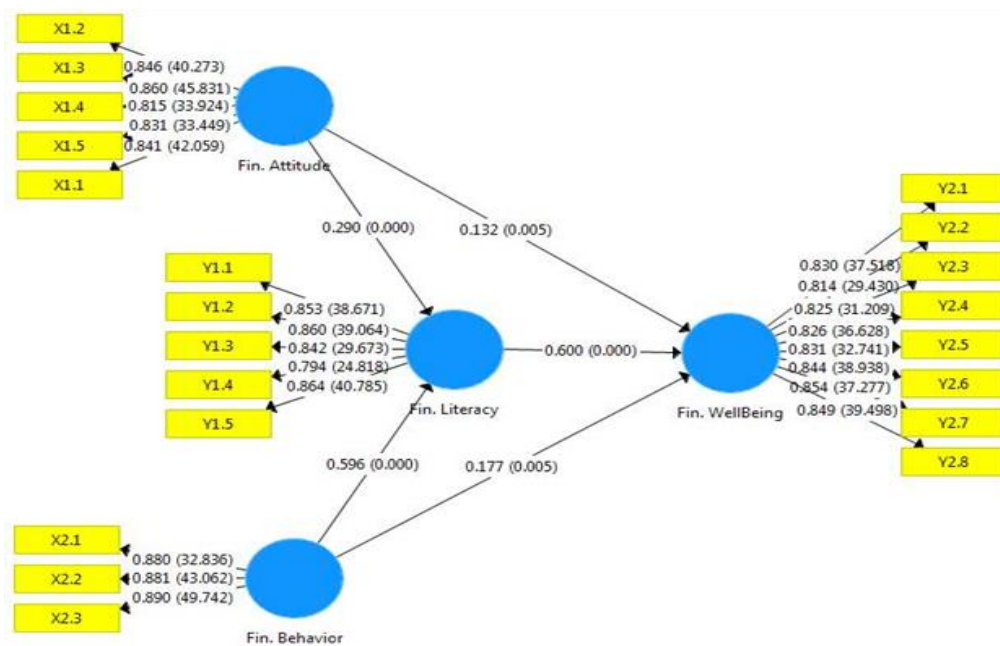 X1.2
X1.3
X1.4
X1.5
X1.1
0.846 (40.273)
0.860 (45.831)
0.815 (33.924)
0.831 (33.449)
0.841 (42.059)
Fin. Attitude
0.290 (0.000)
0.132 (0.005)
Y1.1
Y1.2
Y1.3
Y1.4
Y1.5
0.853 (38.671)
0.860 (39.064)
0.842 (29.673)
0.794 (24.818)
0.864 (40.785)
Fin. Literacy
0.600 (0.000)
0.596 (0.000)
0.177 (0.005)
X2.1
X2.2
X2.3
0.880 (32.836)
0.881 (43.062)
0.890 (49.742)
Fin. Behavior
Fin. WellBeing
0.830 (37.518)
0.814 (29.430)
0.825 (31.209)
0.826 (36.628)
0.831 (32.741)
0.844 (38.938)
0.854 (37.277)
0.849 (39.498)
Y2.1
Y2.2
Y2.3
Y2.4
Y2.5
Y2.6
Y2.7
Y2.8